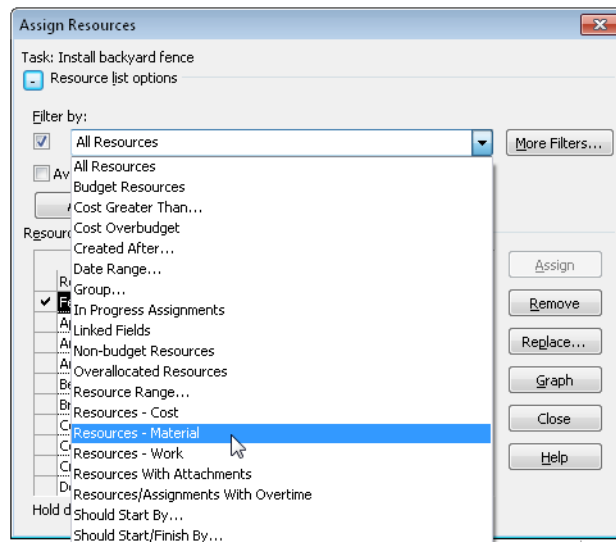 Assign Resources
Task: Install backyard fence
- Resource list options
Filter by:
All Resources
More Filters...
All Resources
Budget Resources
Cost Greater Than...
Cost Overbudget
Created After...
Date Range...
Group...
In Progress Assignments
Linked Fields
Non-budget Resources
Overallocated Resources
Resource Range...
Resources - Cost
Resources - Material
Resources - Work
Resources With Attachments
Resources/Assignments With Overtime
Should Start By...
Should Start/Finish By...
Assign
Remove
Replace...
Graph
Close
Help
Hold